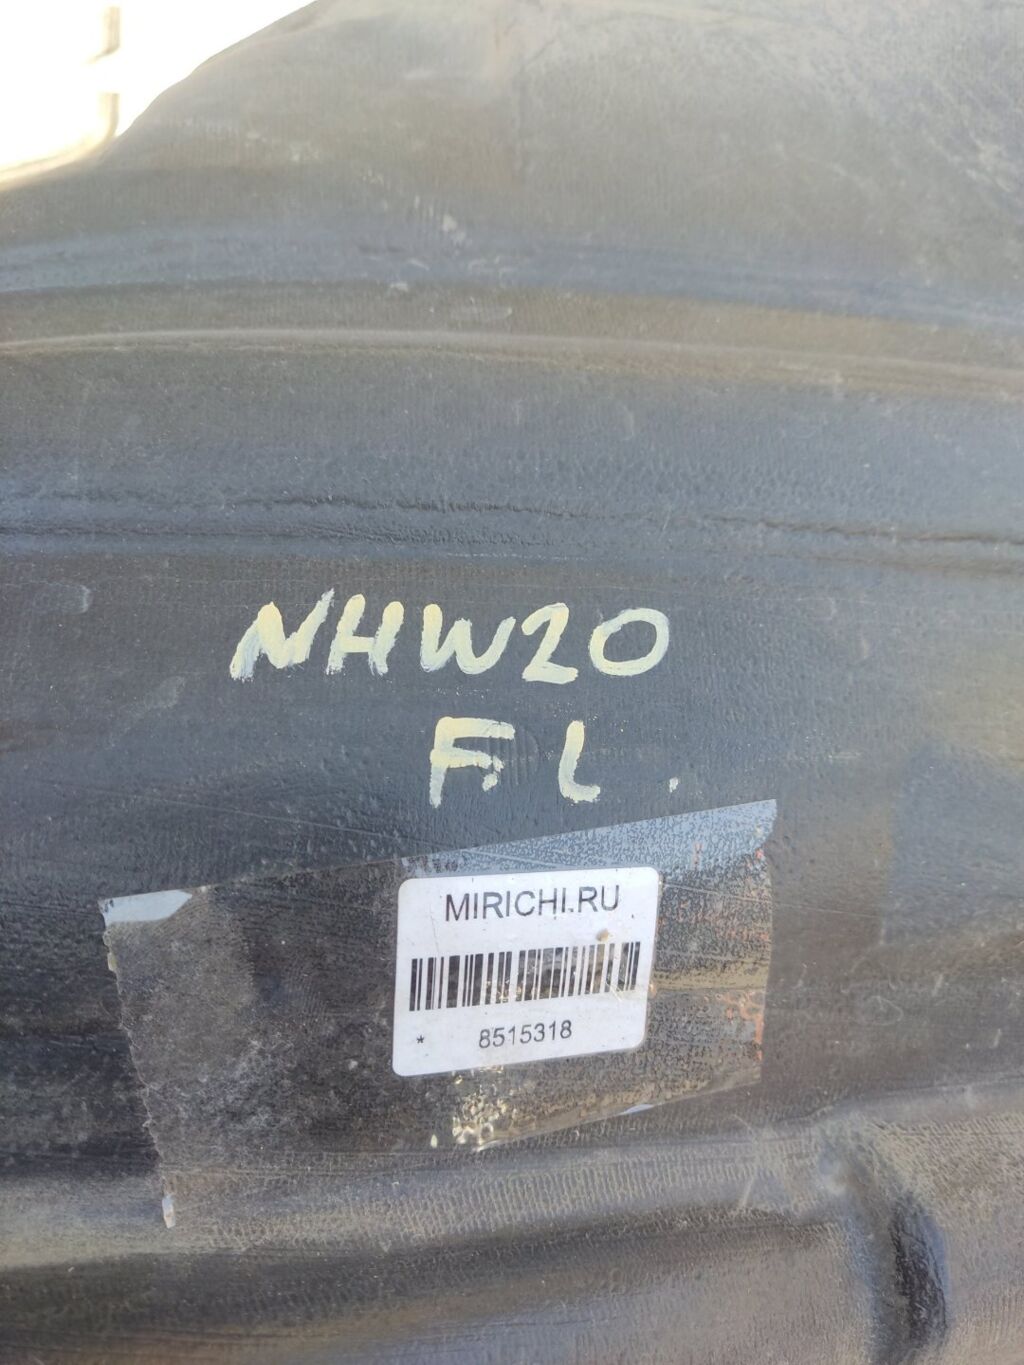 NHW20
F. L.
MIRICHI.RU
* 8515318